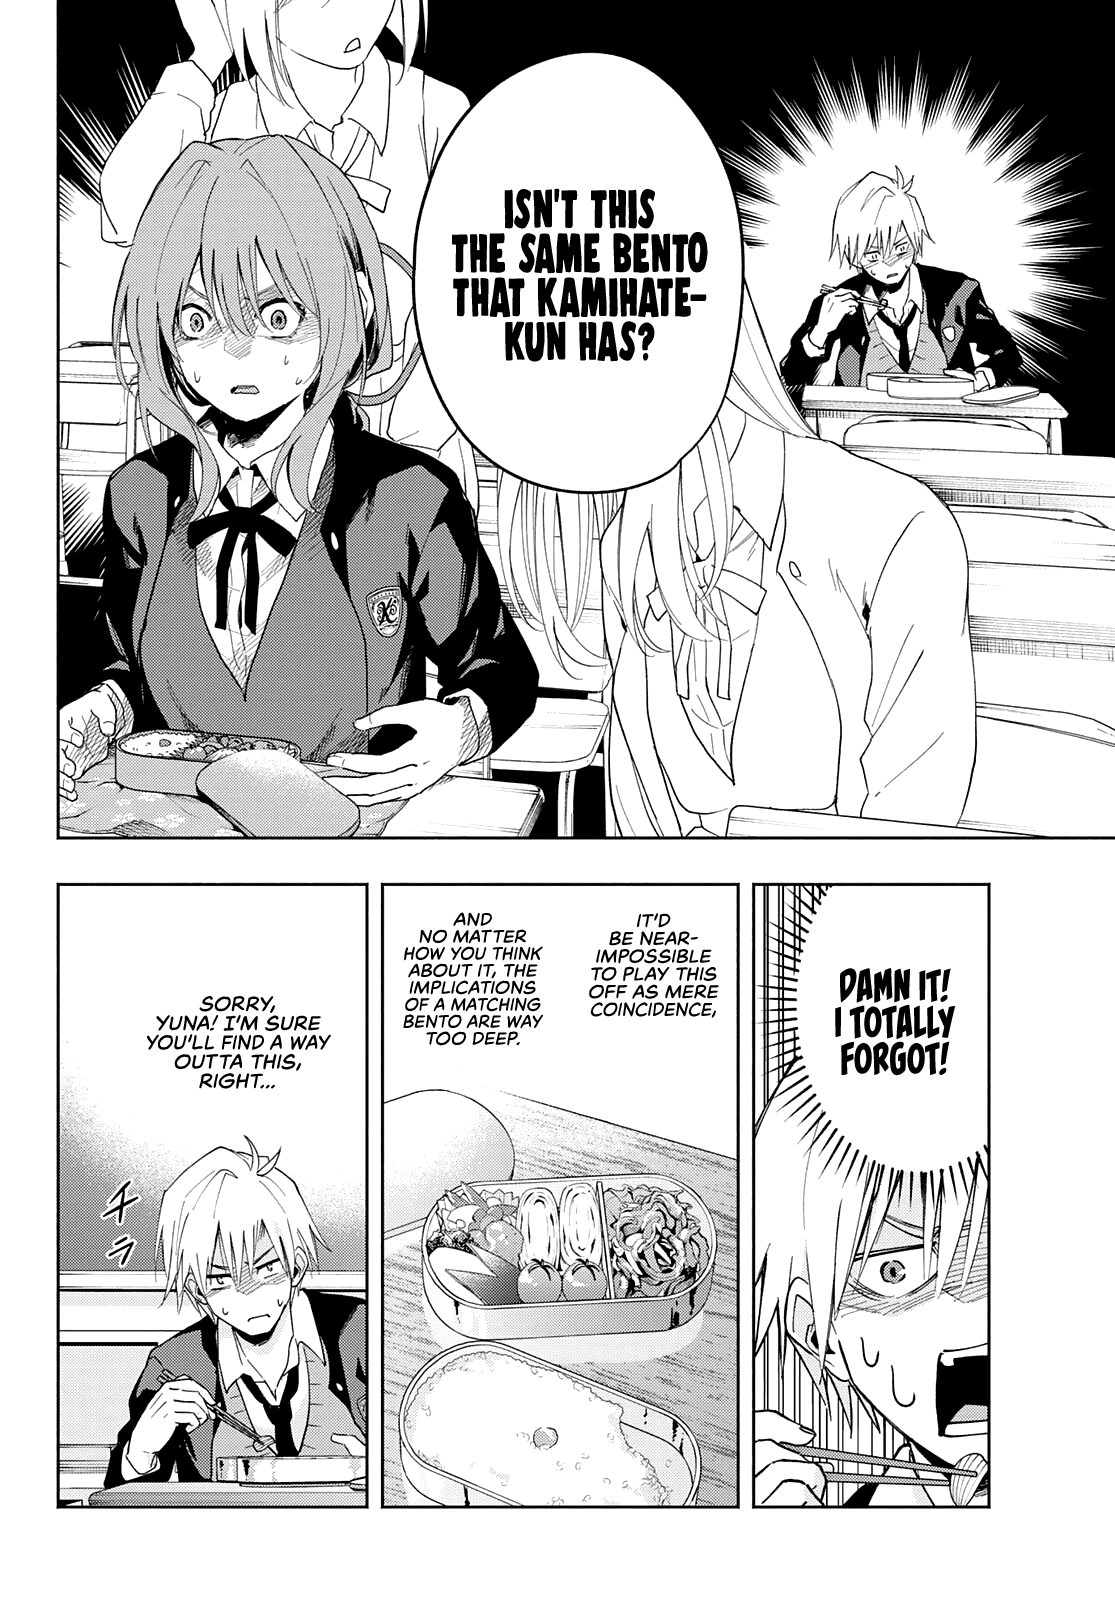 ISN'T THIS
THE SAME BENTO
THAT KAMIHATE-
KUN HAS?
DAMN IT!
I TOTALLY
FORGOT!
IT'D
BE NEAR-
IMPOSSIBLE
TO PLAY THIS
OFF AS MERE
COINCIDENCE,
AND
NO MATTER
HOW YOU THINK
ABOUT IT, THE
IMPLICATIONS
OF A MATCHING
BENTO ARE WAY
TOO DEEP.
SORRY,
YUNA! I'M SURE
YOU'LL FIND A WAY
OUTTA THIS,
RIGHT...
チラ